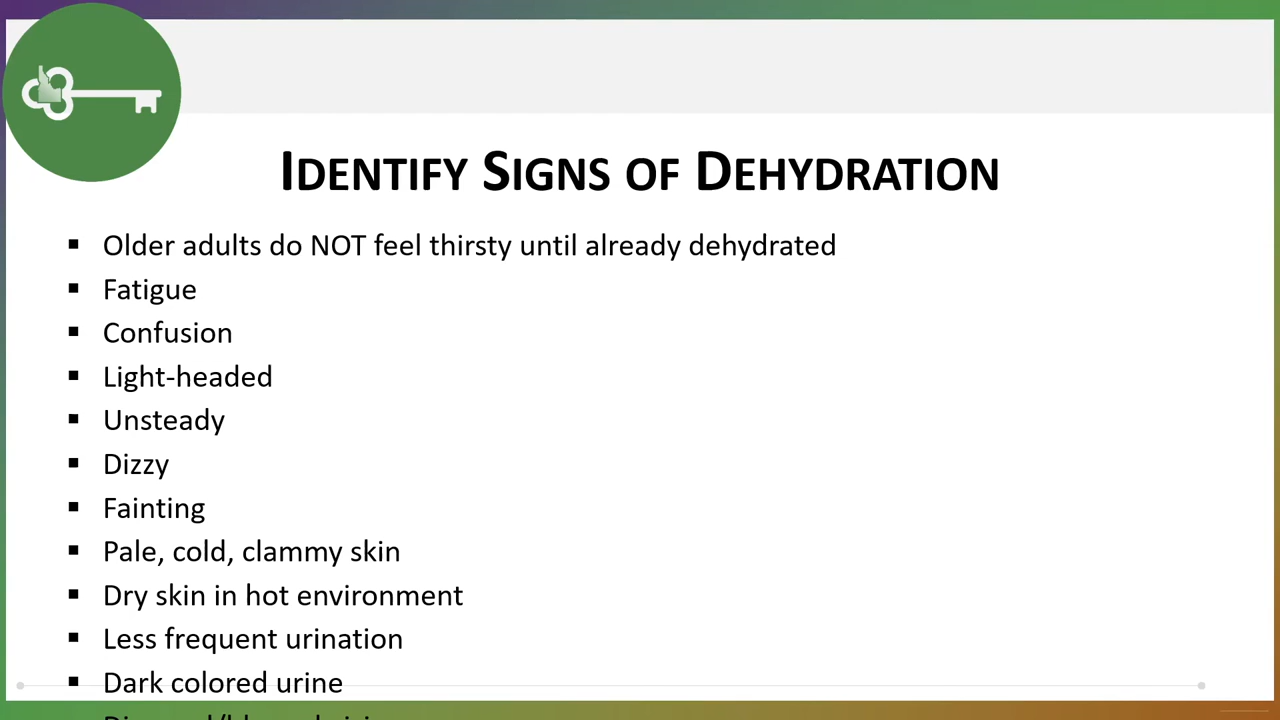 Identify Signs of Dehydration
▪ Older adults do NOT feel thirsty until already dehydrated
▪ Fatigue
▪ Confusion
▪ Light-headed
▪ Unsteady
▪ Dizzy
▪ Fainting
▪ Pale, cold, clammy skin
▪ Dry skin in hot environment
▪ Less frequent urination
▪ Dark colored urine